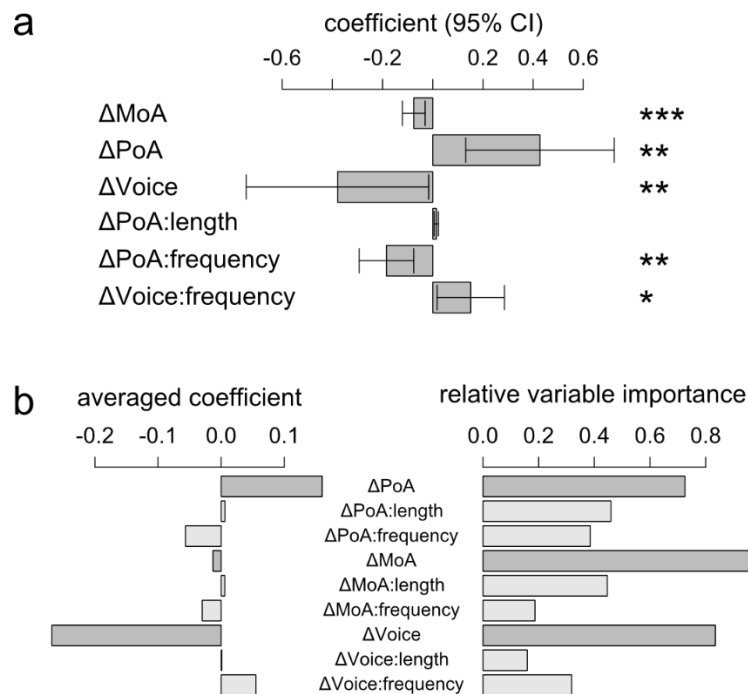 a
coefficient (95% CI)
-0.6 -0.2 0.2 0.4 0.6
ΔMoA ***
ΔPoA **
ΔVoice **
ΔPoA:length
ΔPoA:frequency **
ΔVoice:frequency *
b
averaged coefficient relative variable importance
-0.2 -0.1 0.0 0.1 0.0 0.2 0.4 0.6 0.8
ΔPoA
ΔPoA:length
ΔPoA:frequency
ΔMoA
ΔMoA:length
ΔMoA:frequency
ΔVoice
ΔVoice:length
ΔVoice:frequency